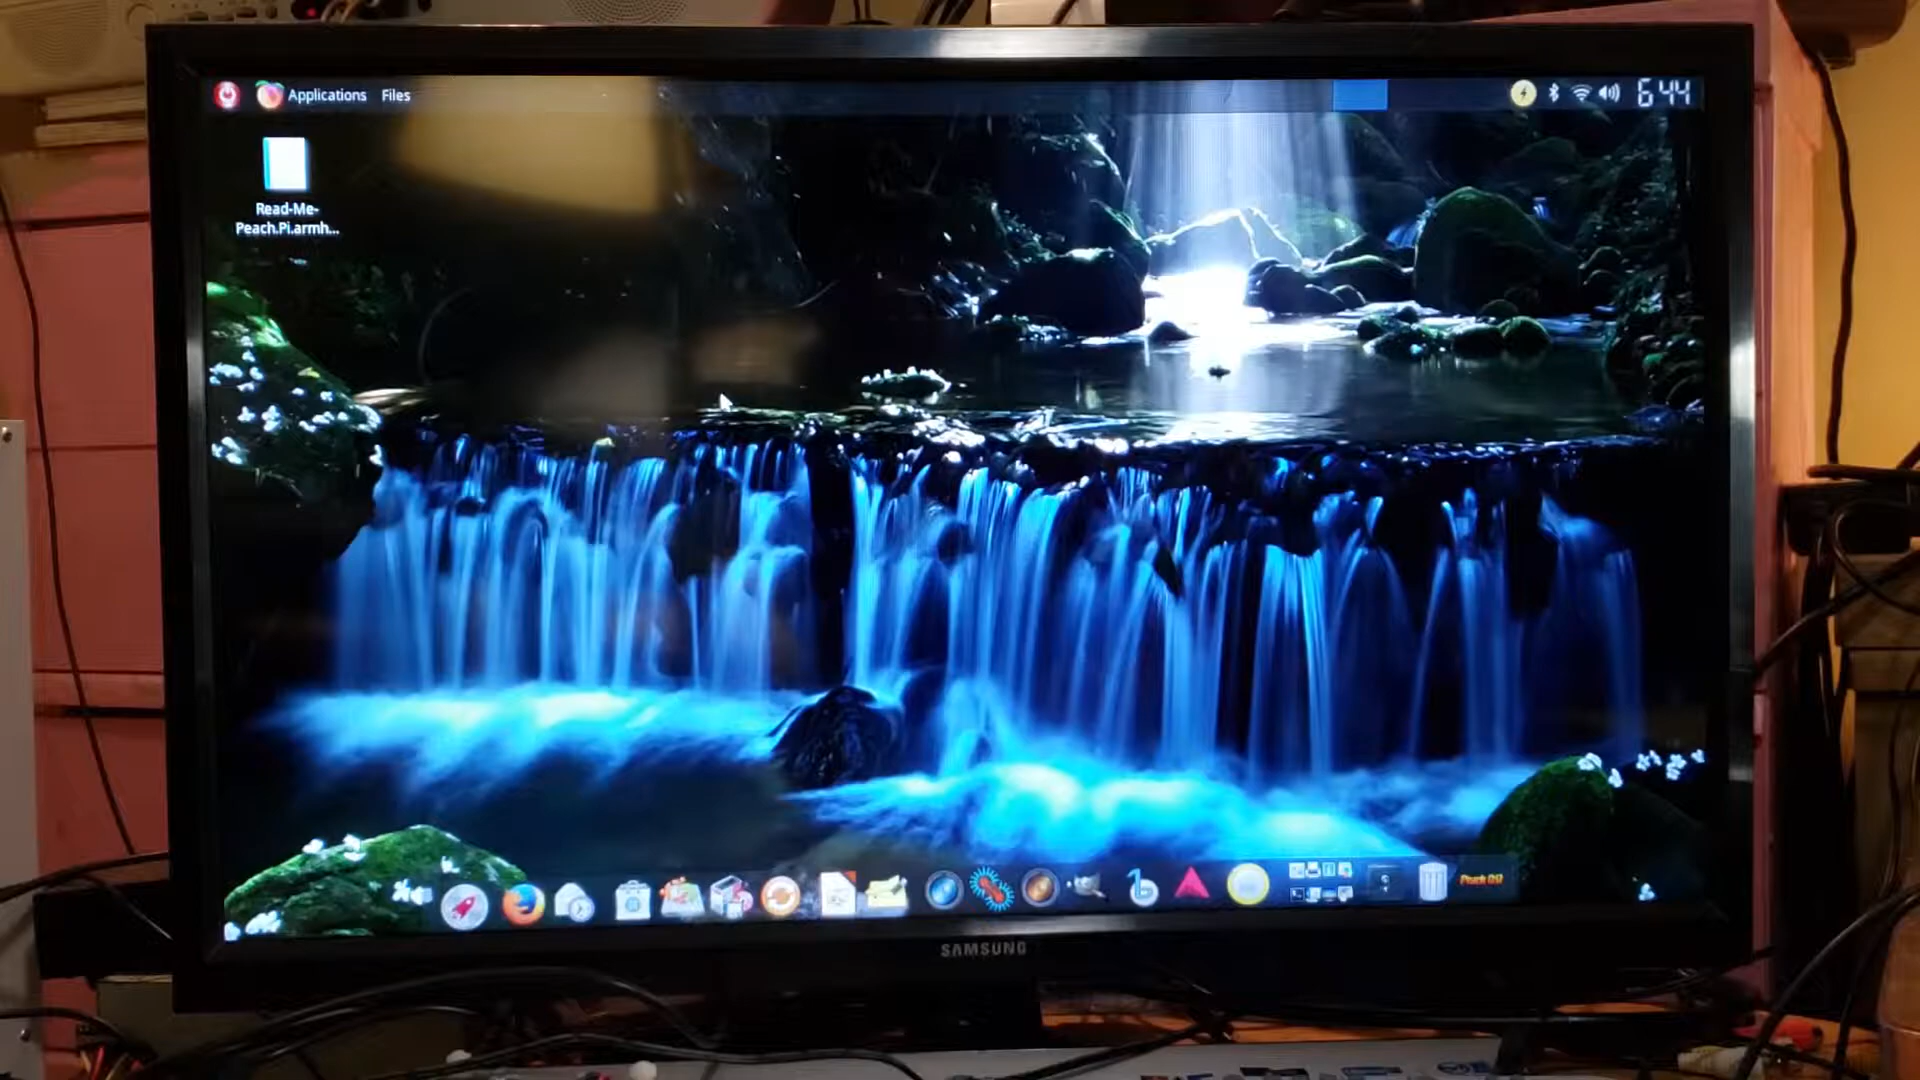 Applications Files
6:44
Read-Me-
Peach.Pi.armh...
SAMSUNG